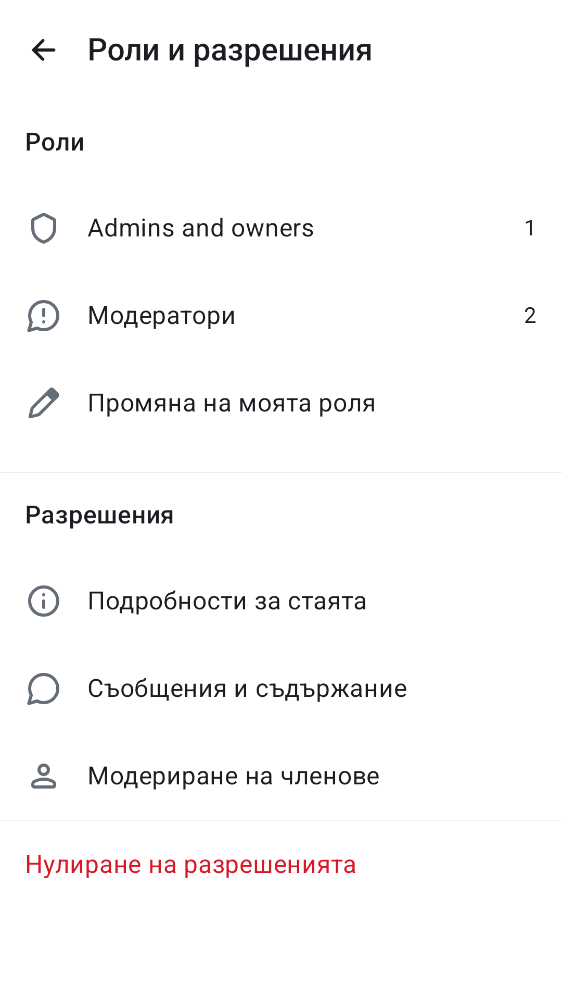 Роли и разрешения
Роли
Admins and owners 1
Модератори 2
Промяна на моята роля
Разрешения
Подробности за стаята
Съобщения и съдържание
Модериране на членове
Нулиране на разрешенията